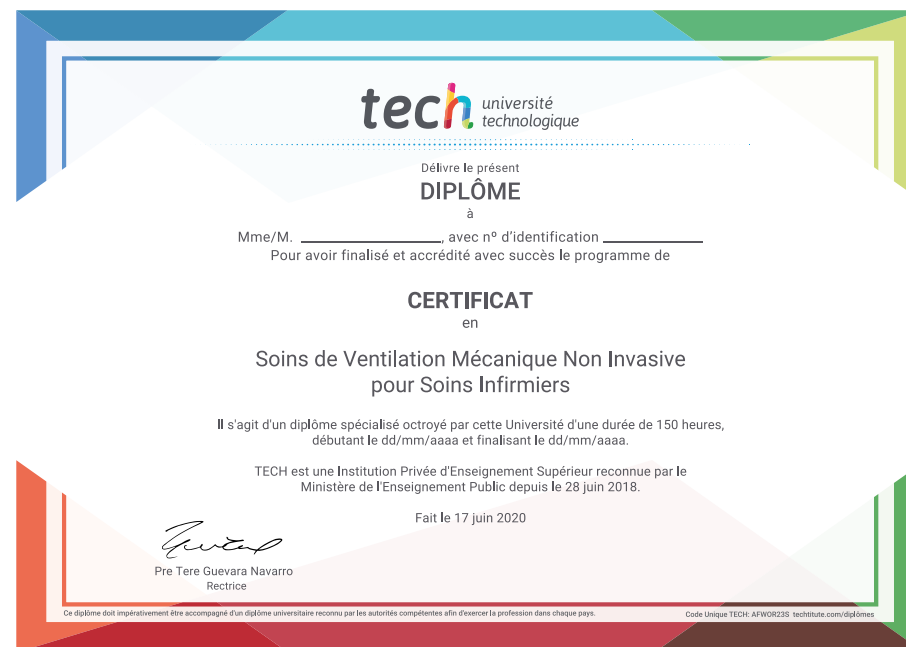 tech université
technologique
Délivre le présent
DIPLÔME
à
Mme/M. ____________________, avec nº d'identification ______________
Pour avoir finalisé et accrédité avec succès le programme de
CERTIFICAT
en
Soins de Ventilation Mécanique Non Invasive
pour Soins Infirmiers
Il s'agit d'un diplôme spécialisé octroyé par cette Université d'une durée de 150 heures,
débutant le dd/mm/aaaa et finalisant le dd/mm/aaaa.
TECH est une Institution Privée d'Enseignement Supérieur reconnue par le
Ministère de l'Enseignement Public depuis le 28 juin 2018.
Fait le 17 juin 2020
Pre Tere Guevara Navarro
Rectrice
Ce diplôme doit impérativement être accompagné d'un diplôme universitaire reconnu par les autorités compétentes afin d'exercer la profession dans chaque pays.
Code Unique TECH: AFWOR23S techtitute.com/diplômes